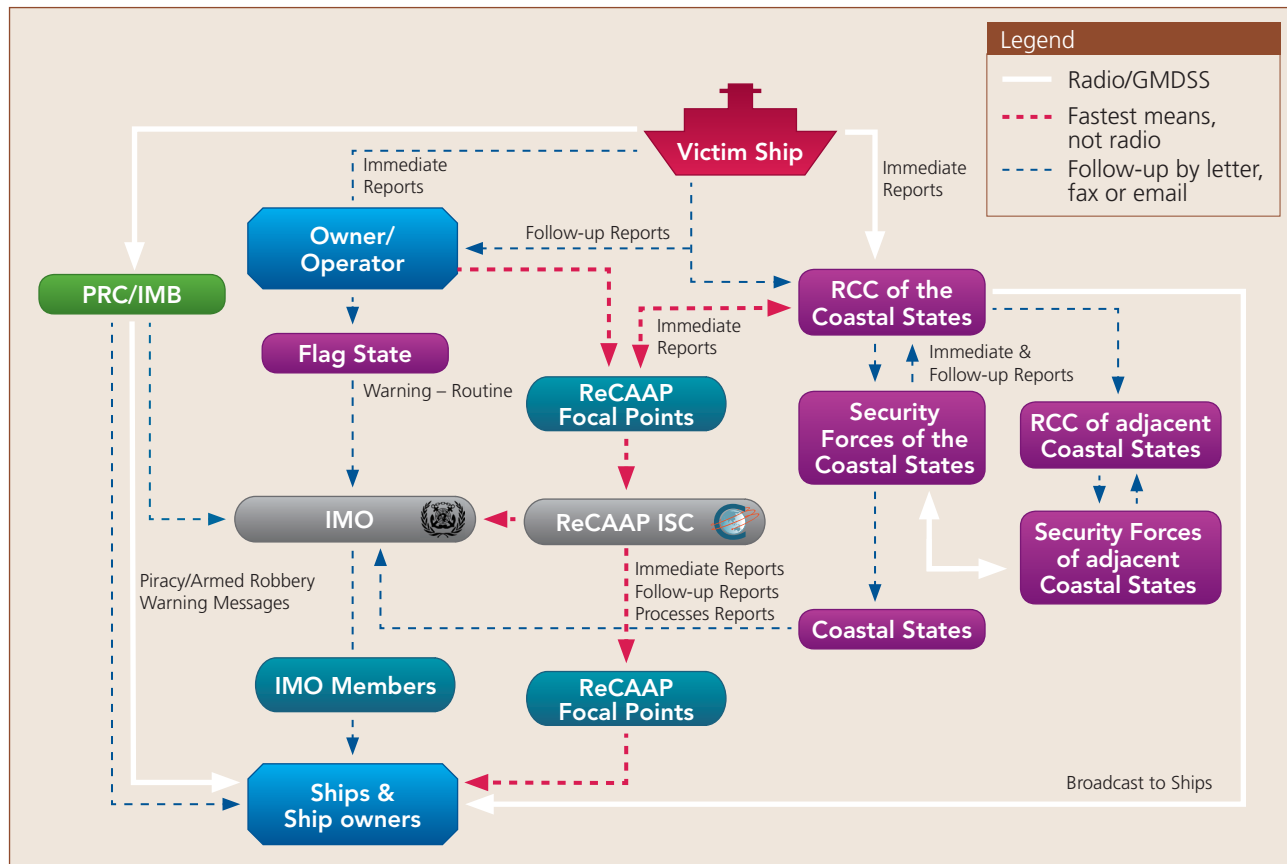 Legend
Radio/GMDSS
Fastest means,
not radio
Follow-up by letter,
fax or email
Victim Ship
Immediate
Reports
Immediate
Reports
Owner/
Operator
Follow-up Reports
PRC/IMB
RCC of the
Coastal States
Immediate
Reports
Flag State
Immediate &
Follow-up Reports
Warning – Routine
ReCAAP
Focal Points
Security
Forces of the
Coastal States
RCC of adjacent
Coastal States
IMO
ReCAAP ISC
Security Forces
of adjacent
Coastal States
Piracy/Armed Robbery
Warning Messages
Immediate Reports
Follow-up Reports
Processes Reports
Coastal States
IMO Members
ReCAAP
Focal Points
Broadcast to Ships
Ships &
Ship owners